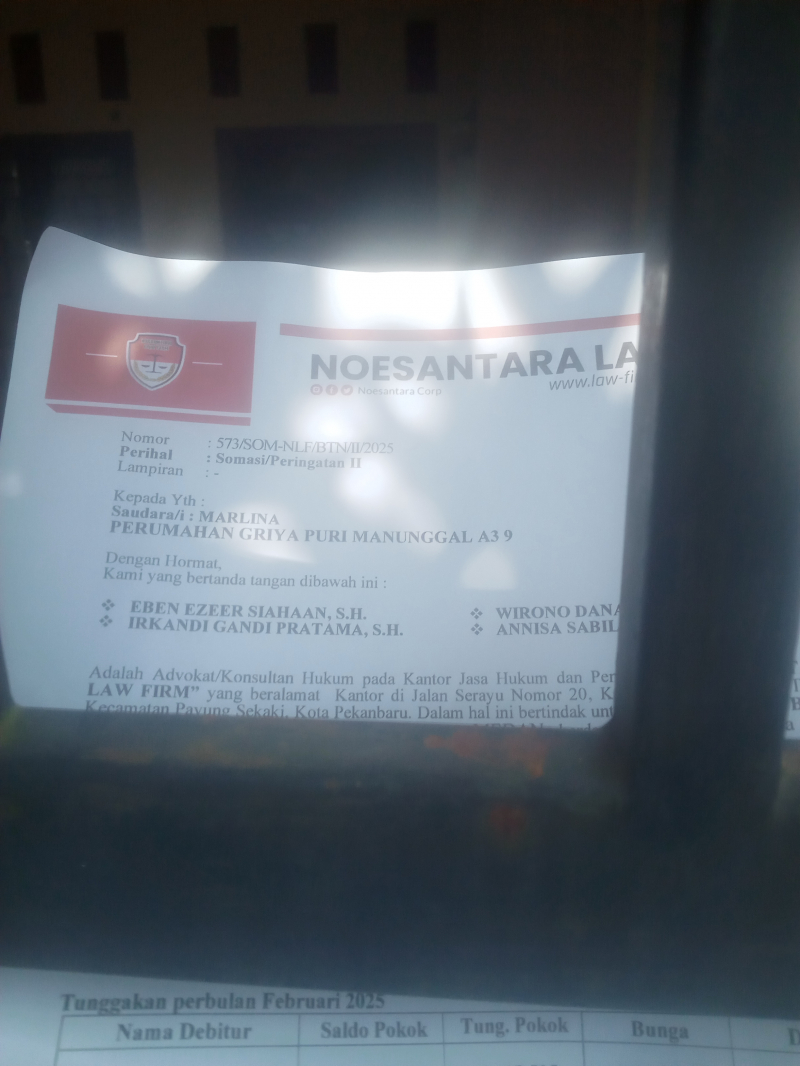 NOESANTARA LA
www.law-fi
Noesantara Corp
Nomor : 573/SOM-NLF/BTN/II/2025
Perihal : Somasi/Peringatan II
Lampiran : -
Kepada Yth :
Saudara/i : MARLINA
PERUMAHAN GRIYA PURI MANUNGGAL A3 9
Dengan Hormat,
Kami yang bertanda tangan dibawah ini :
❖ EBEN EZEER SIAHAAN, S.H. ❖ WIRONO DANA
❖ IRKANDI GANDI PRATAMA, S.H. ❖ ANNISA SABIL
Adalah Advokat/Konsultan Hukum pada Kantor Jasa Hukum dan Per
LAW FIRM” yang beralamat Kantor di Jalan Serayu Nomor 20, K
Kecamatan Payung Sekaki, Kota Pekanbaru. Dalam hal ini bertindak unt
Tunggakan perbulan Februari 2025
Nama Debitur Saldo Pokok Tung. Pokok Bunga D